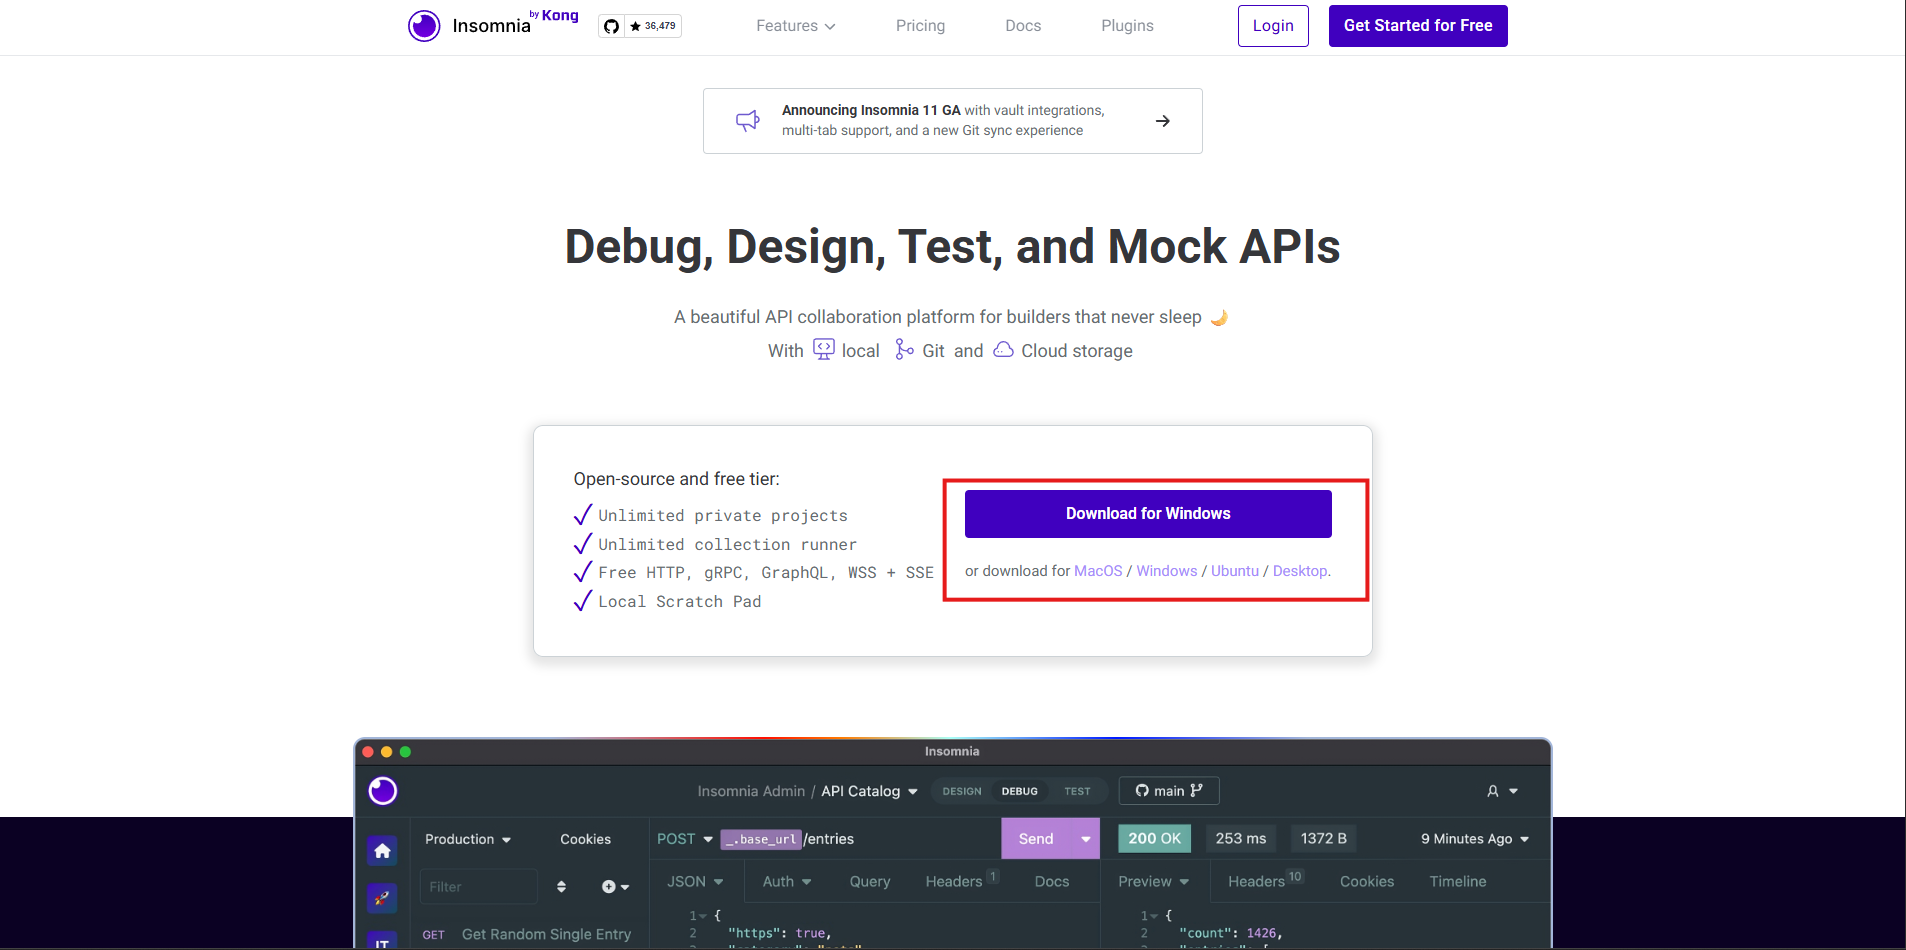 Insomnia by Kong
36,479
Features
Pricing
Docs
Plugins
Login
Get Started for Free
Announcing Insomnia 11 GA with vault integrations,
multi-tab support, and a new Git sync experience
Debug, Design, Test, and Mock APIs
A beautiful API collaboration platform for builders that never sleep 🌙
With local Git and Cloud storage
Open-source and free tier:
Unlimited private projects
Unlimited collection runner
Free HTTP, gRPC, GraphQL, WSS + SSE
Local Scratch Pad
Download for Windows
or download for MacOS / Windows / Ubuntu / Desktop.
Insomnia
Insomnia Admin / API Catalog
DESIGN
DEBUG
TEST
main
Production
Cookies
POST _.base_url/entries
Send
200 OK
253 ms
1372 B
9 Minutes Ago
Filter
JSON
Auth
Query
Headers 1
Docs
Preview
Headers 10
Cookies
Timeline
GET Get Random Single Entry
1 {
2 "https": true,
1 {
2 "count": 1426,